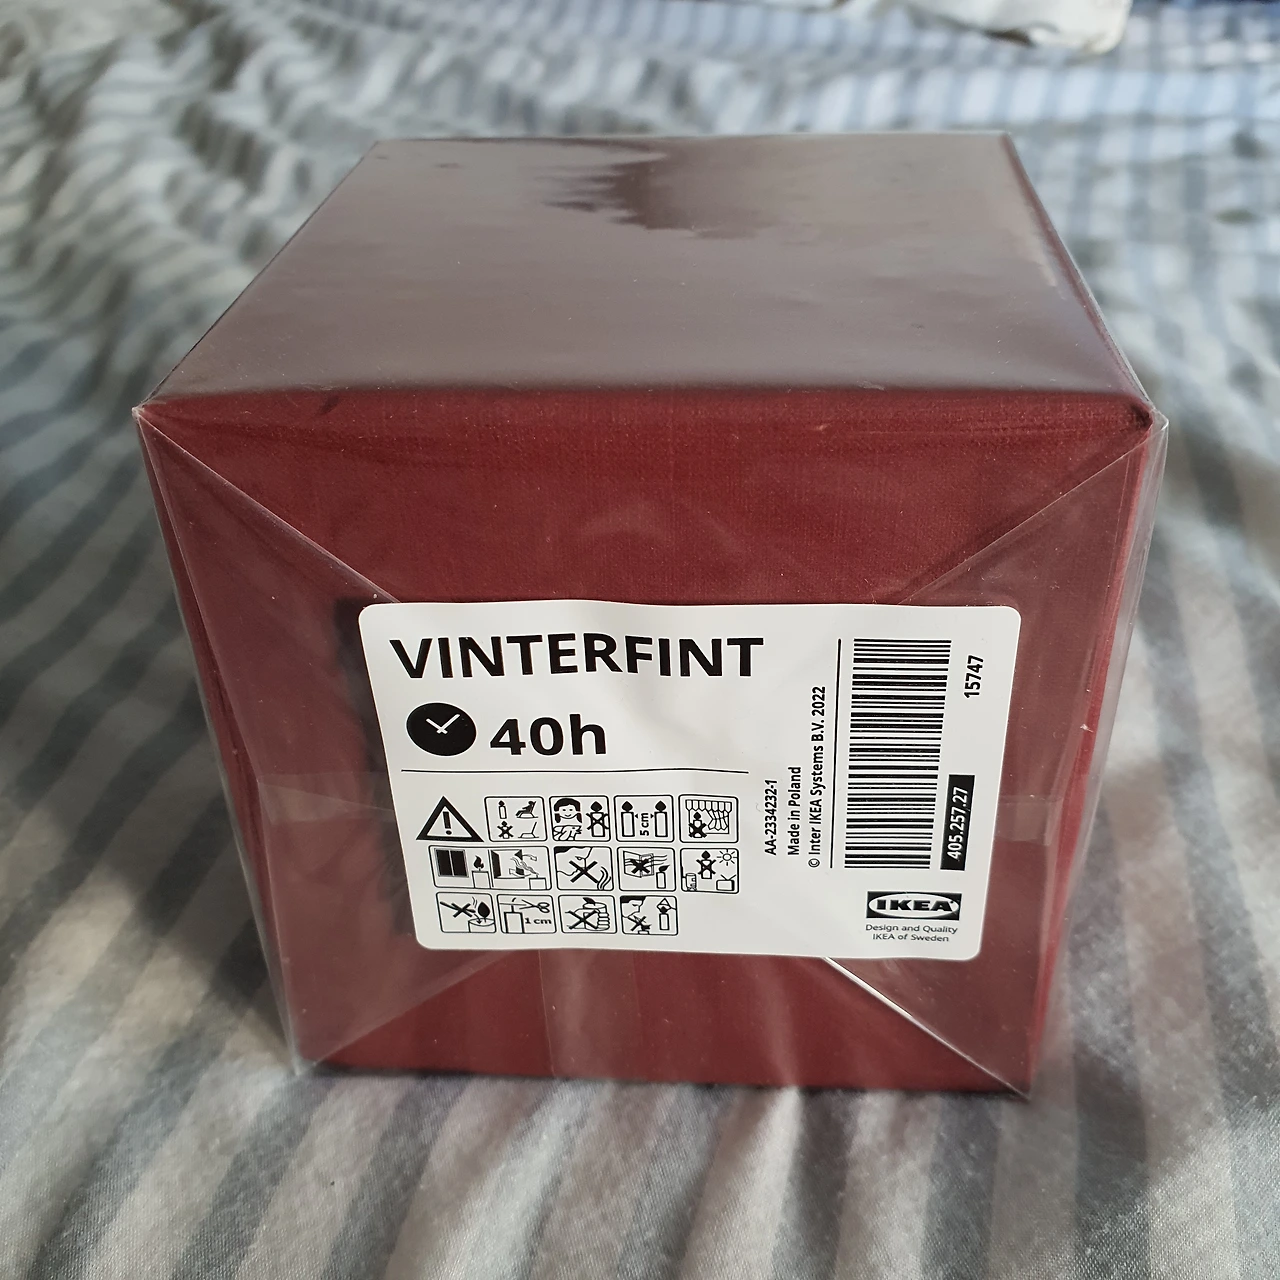 VINTERFINT
40h
5 cm
1 cm
AA-2334232-1
Made in Poland
© Inter IKEA Systems B.V. 2022
15747
405.257.27
IKEA
Design and Quality
IKEA of Sweden